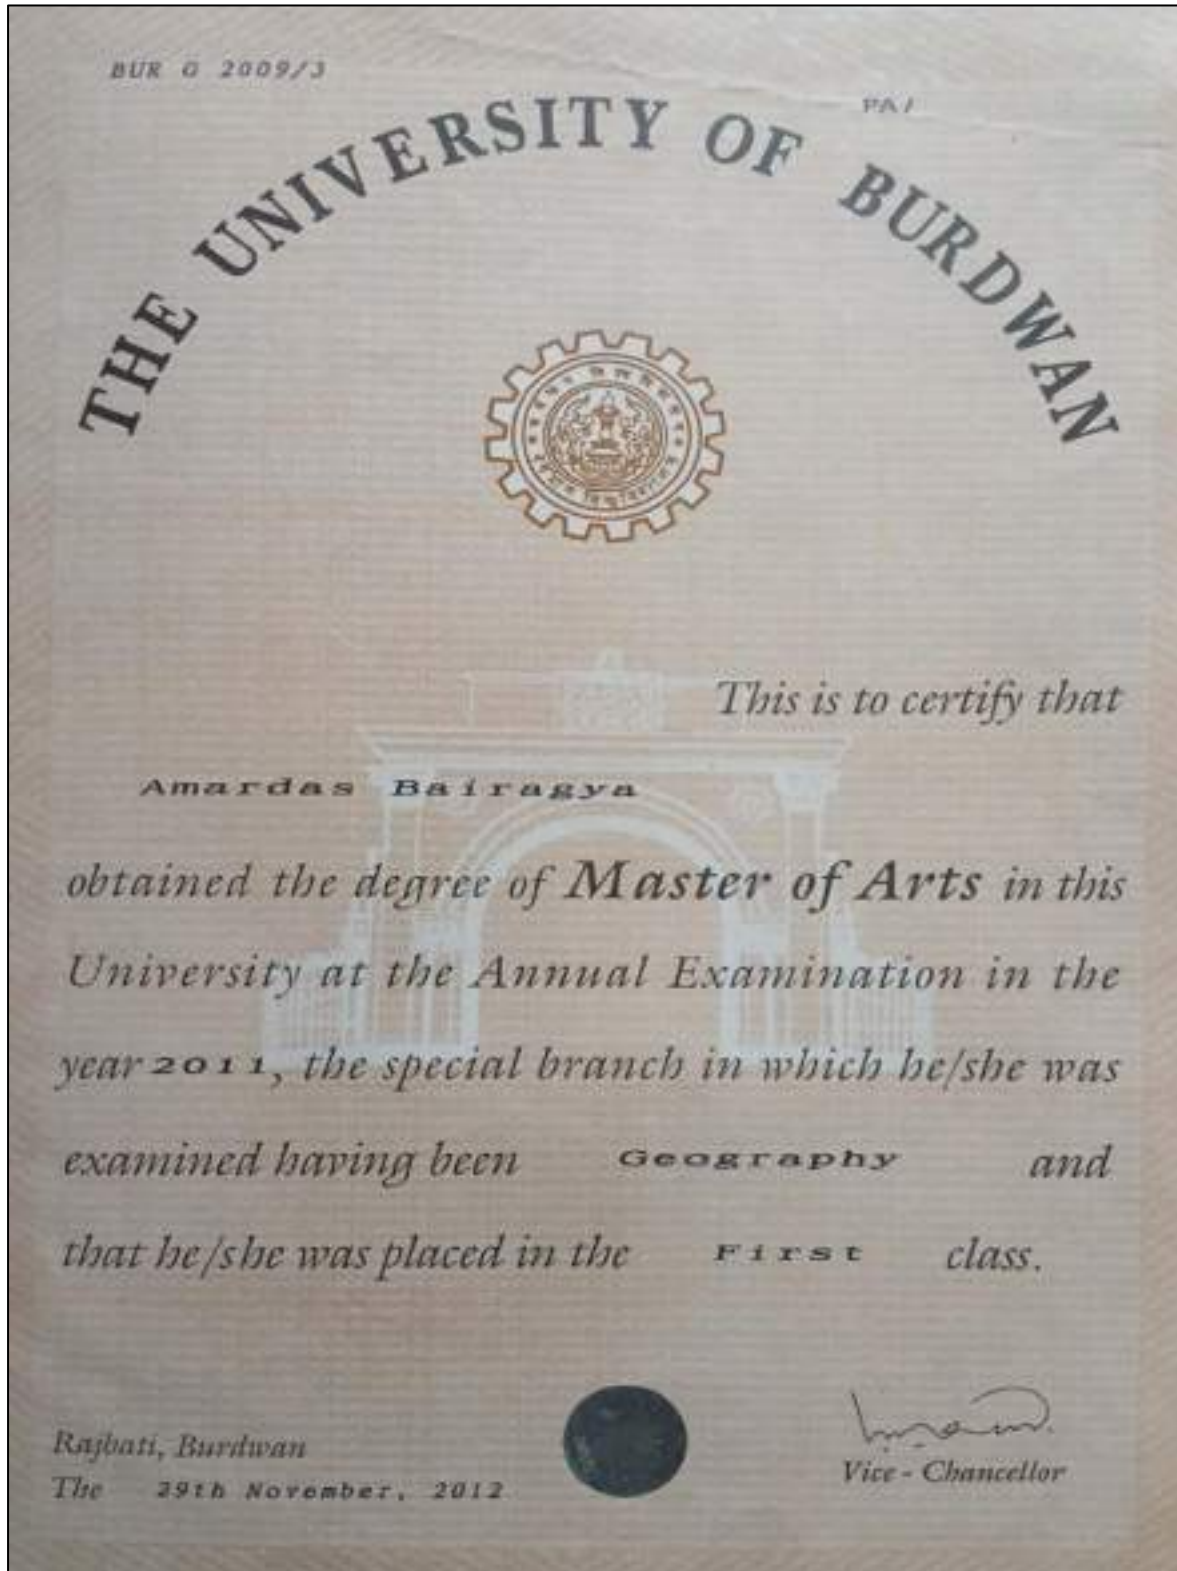 BUR G 2009/3
PA/
THE UNIVERSITY OF BURDWAN
This is to certify that
Amardas Bairagya
obtained the degree of Master of Arts in this
University at the Annual Examination in the
year 2011, the special branch in which he/she was
examined having been Geography and
that he/she was placed in the First class.
Rajbati, Burdwan
The 29th November, 2012
Vice - Chancellor